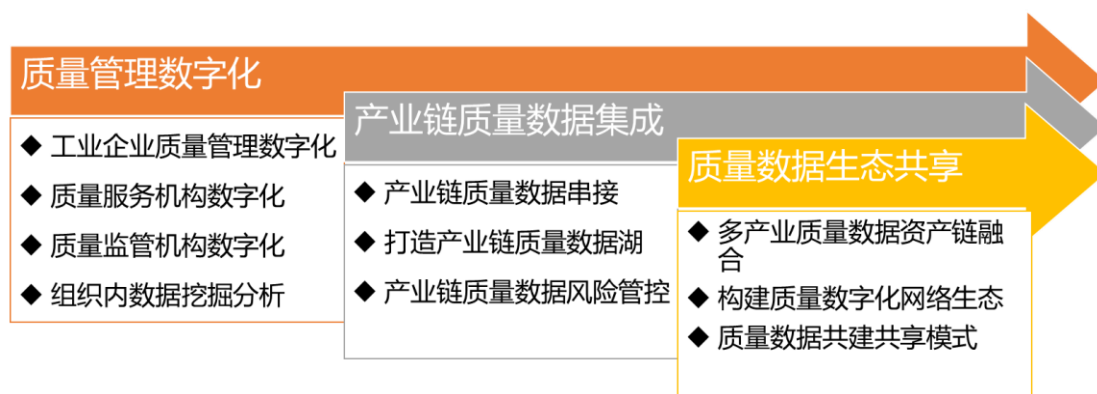 质量管理数字化
◆ 工业企业质量管理数字化
◆ 质量服务机构数字化
◆ 质量监管机构数字化
◆ 组织内数据挖掘分析
产业链质量数据集成
◆ 产业链质量数据串接
◆ 打造产业链质量数据湖
◆ 产业链质量数据风险管控
质量数据生态共享
◆ 多产业质量数据资产链融
合
◆ 构建质量数字化网络生态
◆ 质量数据共建共享模式